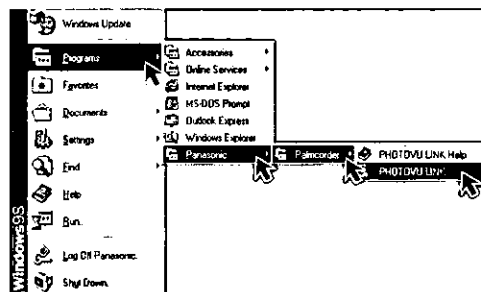 Windows Update
Programs
Favorites
Documents
Settings
Find
Help
Run...
Log Off Panasonic...
Shut Down...
Windows98
Accessories
Online Services
Internet Explorer
MS-DOS Prompt
Outlook Express
Windows Explorer
Panasonic
Palmcorder
PHOTOVU LINK Help
PHOTOVU LINK